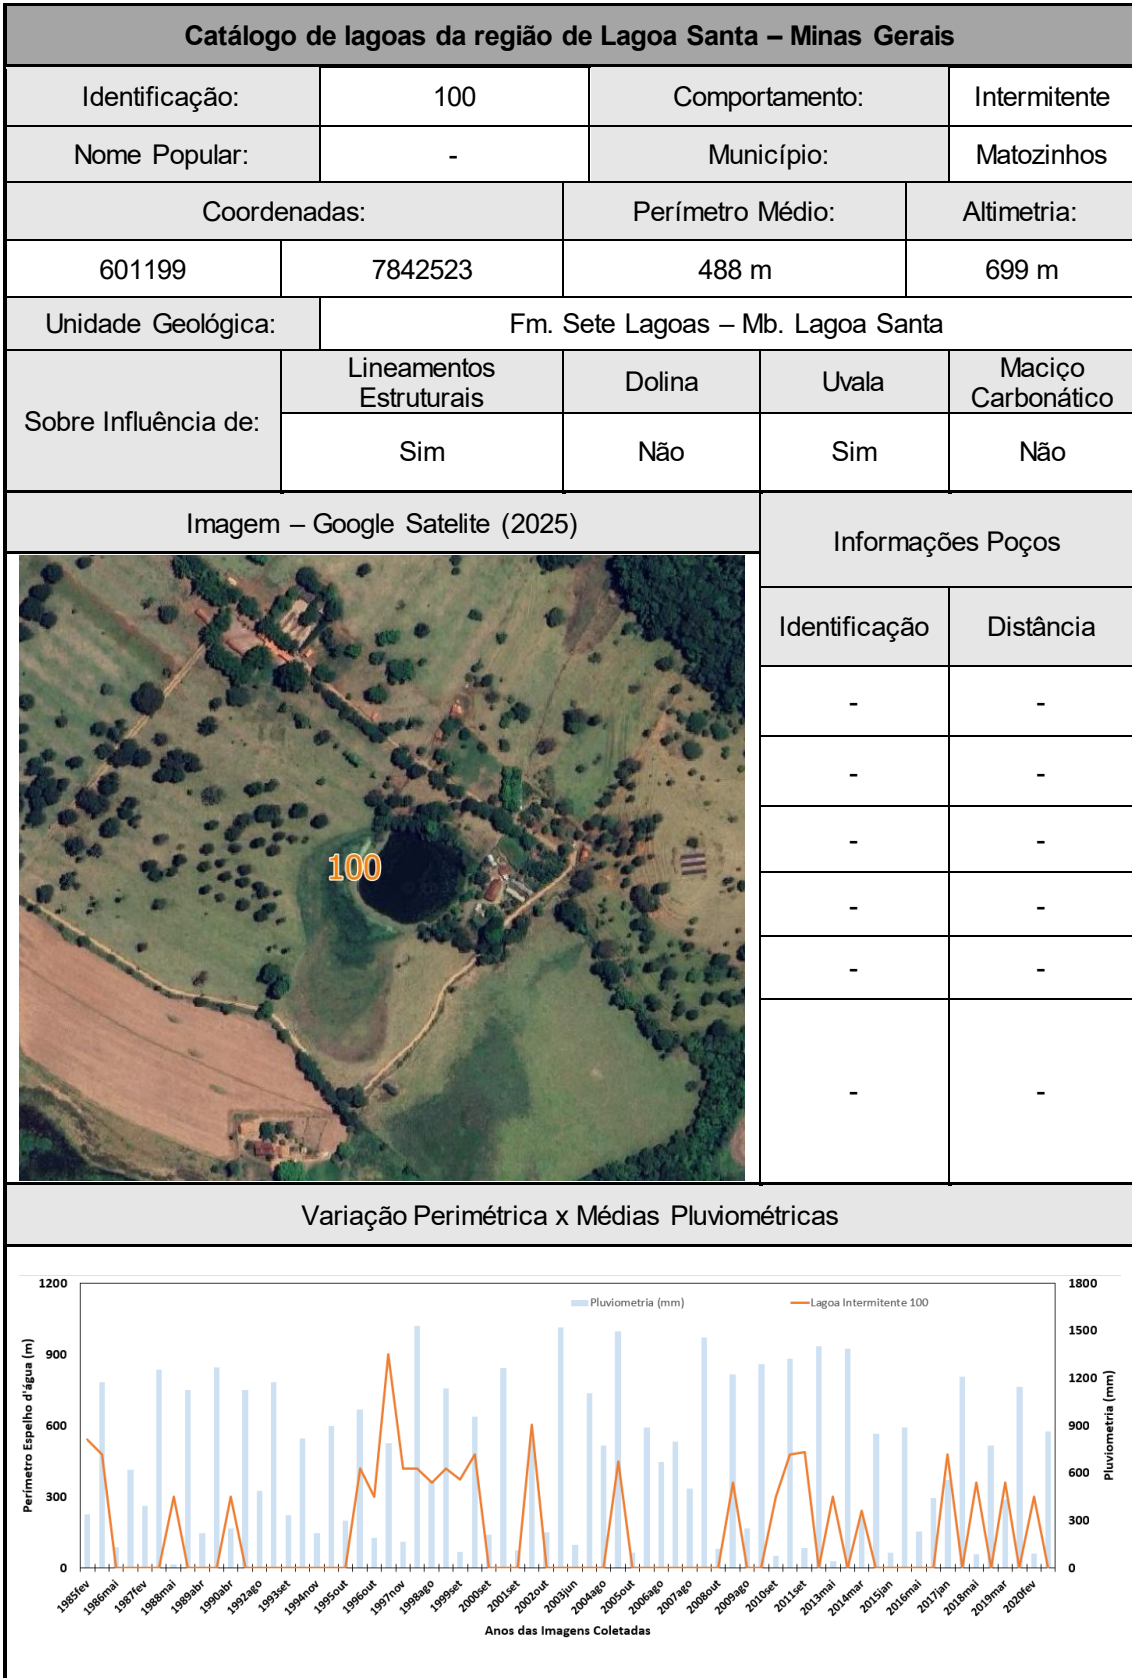 Catálogo de lagoas da região de Lagoa Santa – Minas Gerais
Identificação: 100 Comportamento: Intermitente
Nome Popular: - Município: Matozinhos
Coordenadas: Perímetro Médio: Altimetria:
601199 7842523 488 m 699 m
Unidade Geológica: Fm. Sete Lagoas – Mb. Lagoa Santa
Sobre Influência de:
Lineamentos
Estruturais
Dolina
Uvala
Maciço
Carbonático
Sim Não Sim Não
Imagem – Google Satelite (2025)
100
Informações Poços
Identificação Distância
- -
- -
- -
- -
- -
- -
Variação Perimétrica x Médias Pluviométricas
Pluviometria (mm) Lagoa Intermitente 100
Perímetro Espelho d'água (m)
1200
900
600
300
0
1800
1500
1200
900
600
300
0
Pluviometria (mm)
1985fev 1986mai 1987fev 1988mai 1989abr 1990abr 1992ago 1993set 1994nov 1995out 1996out 1997nov 1998ago 1999set 2000set 2001set 2002out 2003jun 2004ago 2005out 2006ago 2007ago 2008out 2009ago 2010set 2011set 2013mai 2014mar 2015jan 2016mai 2017jan 2018mai 2019mar 2020fev
Anos das Imagens Coletadas